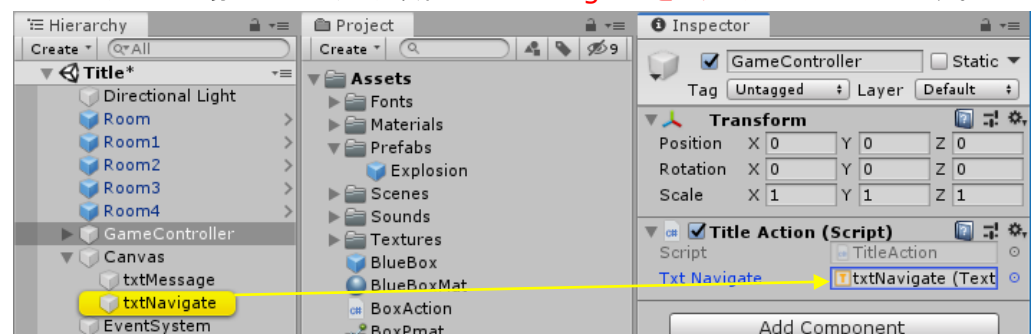 Hierarchy
Create
All
Title*
Directional Light
Room
Room1
Room2
Room3
Room4
GameController
Canvas
txtMessage
txtNavigate
EventSystem
Project
Create
9
Assets
Fonts
Materials
Prefabs
Explosion
Scenes
Sounds
Textures
BlueBox
BlueBoxMat
BoxAction
BoxPmat
Inspector
GameController Static
Tag Untagged Layer Default
Transform
Position X 0 Y 0 Z 0
Rotation X 0 Y 0 Z 0
Scale X 1 Y 1 Z 1
Title Action (Script)
Script TitleAction
Txt Navigate txtNavigate (Text
Add Component